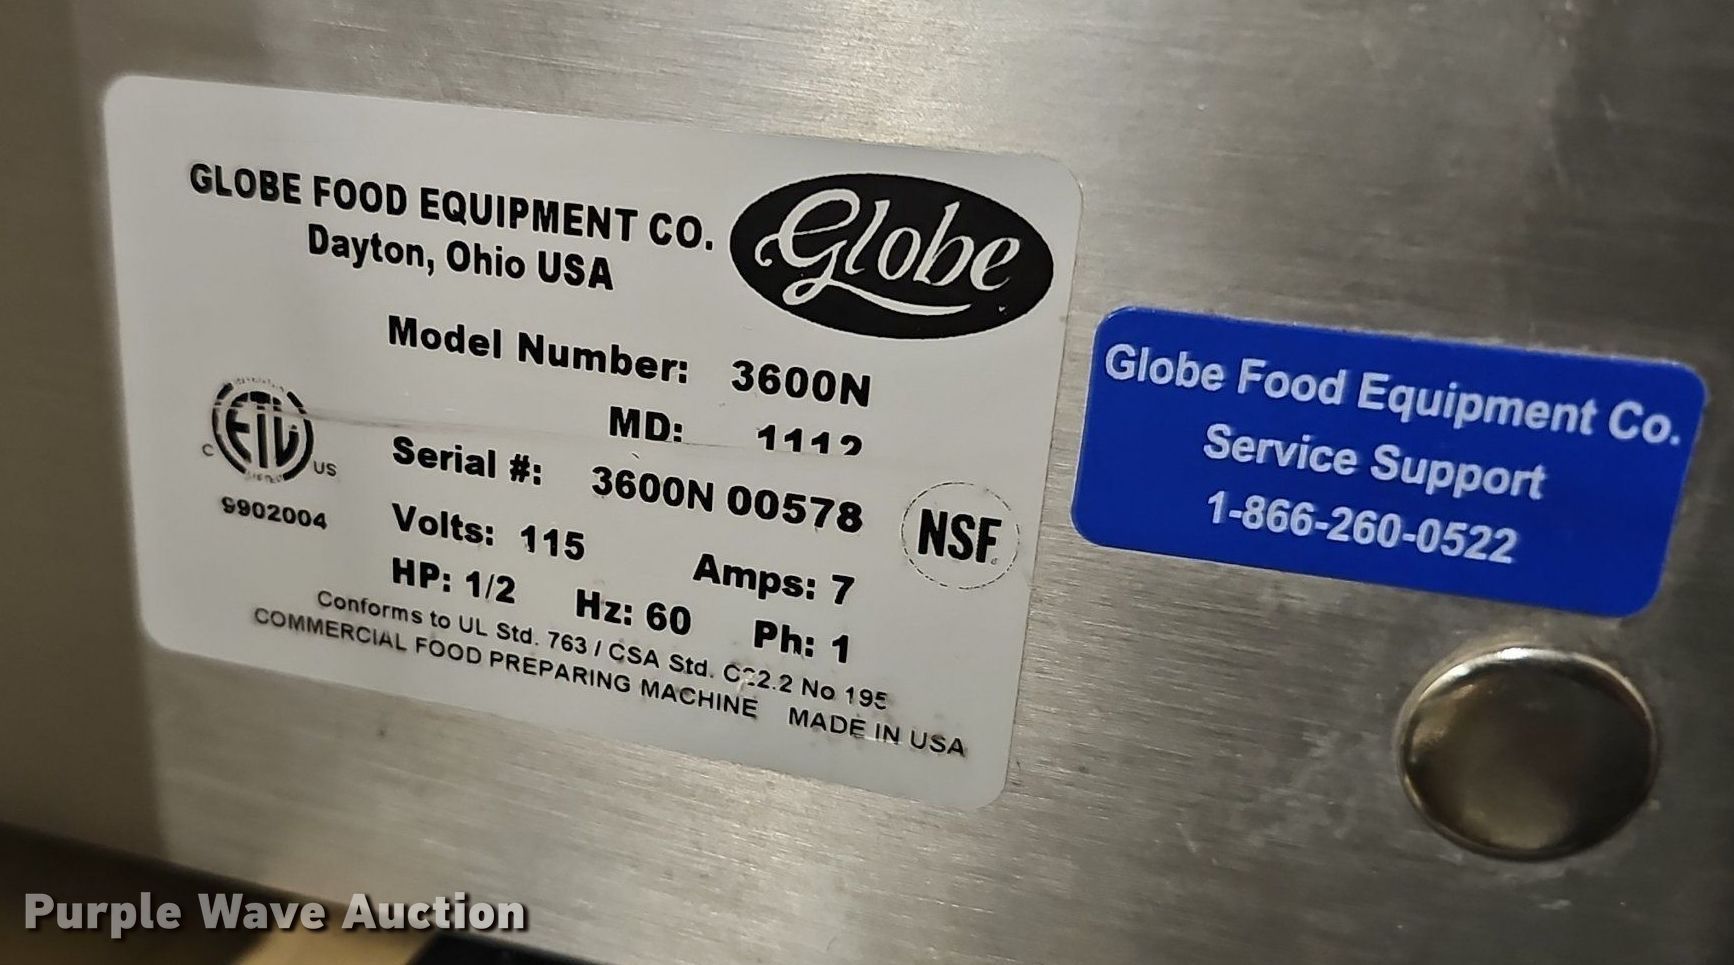 GLOBE FOOD EQUIPMENT CO.
Dayton, Ohio USA
Globe
Model Number: 3600N
MD: 1112
Serial #: 3600N 00578
Volts: 115 Amps: 7
HP: 1/2 Hz: 60 Ph: 1
Conforms to UL Std. 763 / CSA Std. C22.2 No 195
COMMERCIAL FOOD PREPARING MACHINE MADE IN USA
C ETL US
9902004
NSF
Globe Food Equipment Co.
Service Support
1-866-260-0522
Purple Wave Auction